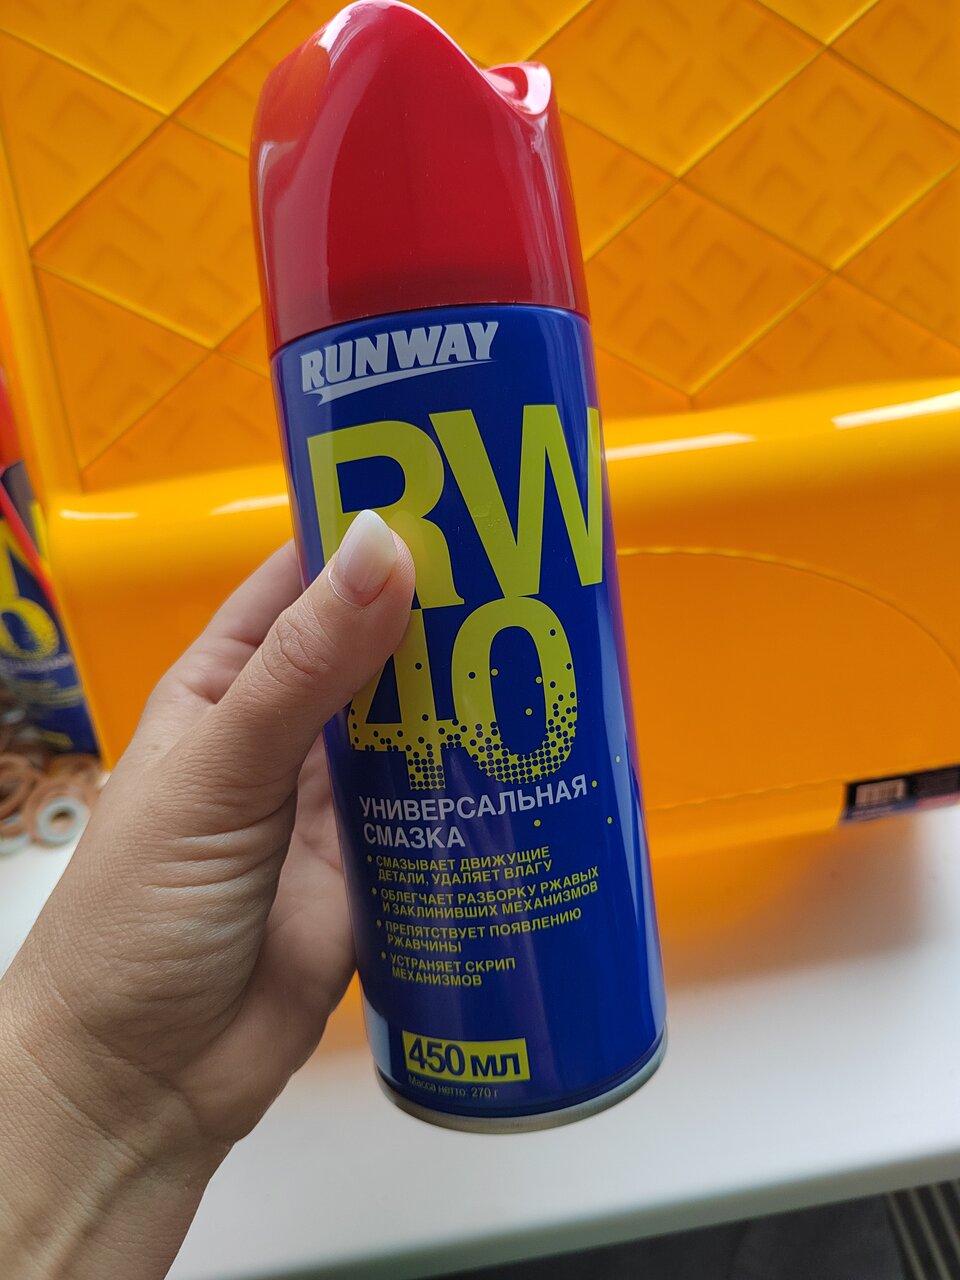 RUNWAY
RW
40
УНИВЕРСАЛЬНАЯ
СМАЗКА
• СМАЗЫВАЕТ ДВИЖУЩИЕ
ДЕТАЛИ, УДАЛЯЕТ ВЛАГУ
• ОБЛЕГЧАЕТ РАЗБОРКУ РЖАВЫХ
И ЗАКЛИНИВШИХ МЕХАНИЗМОВ
• ПРЕПЯТСТВУЕТ ПОЯВЛЕНИЮ
РЖАВЧИНЫ
• УСТРАНЯЕТ СКРИП
МЕХАНИЗМОВ
450 МЛ
Масса нетто: 270 г